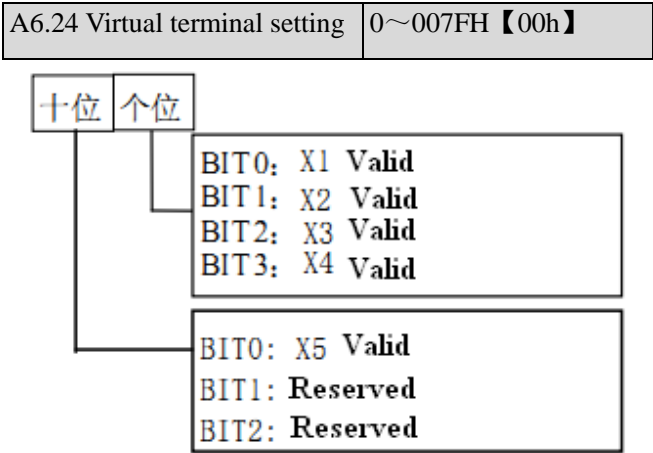 A6.24 Virtual terminal setting 0～007FH【00h】
十位 个位
BIT0: X1 Valid
BIT1: X2 Valid
BIT2: X3 Valid
BIT3: X4 Valid
BIT0: X5 Valid
BIT1: Reserved
BIT2: Reserved